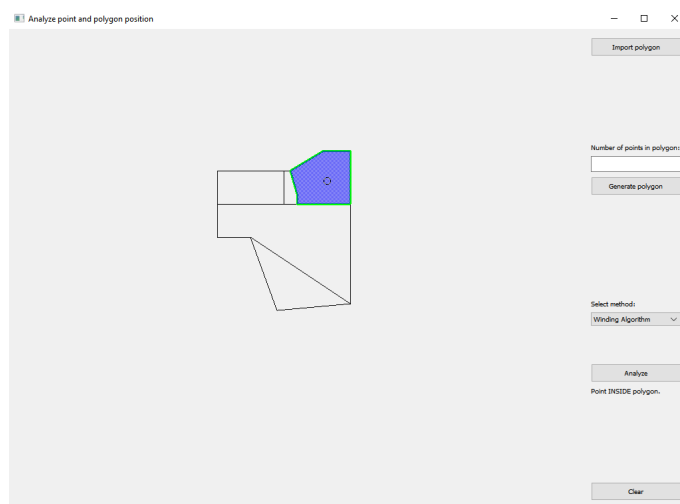 Analyze point and polygon position
Import polygon
Number of points in polygon:
Generate polygon
Select method:
Winding Algorithm
Analyze
Point INSIDE polygon.
Clear